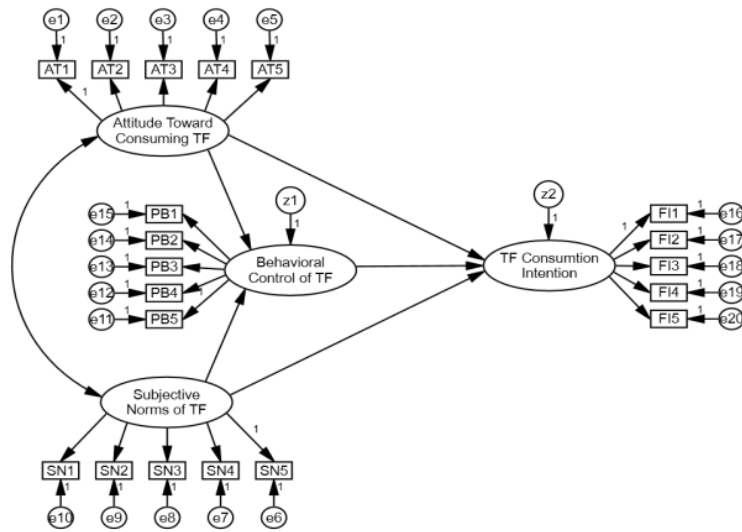 e1 e2 e3 e4 e5
1 1 1 1 1
AT1 AT2 AT3 AT4 AT5
1
Attitude Toward
Consuming TF
z1 z2
1 1
e15 1 PB1
e14 1 PB2
e13 1 PB3
e12 1 PB4
e11 1 PB5
1
Behavioral
Control of TF
TF Consumtion
Intention
1
FI1 1 e16
FI2 1 e17
FI3 1 e18
FI4 1 e19
FI5 1 e20
Subjective
Norms of TF
1
SN1 SN2 SN3 SN4 SN5
1 1 1 1 1
e10 e9 e8 e7 e6